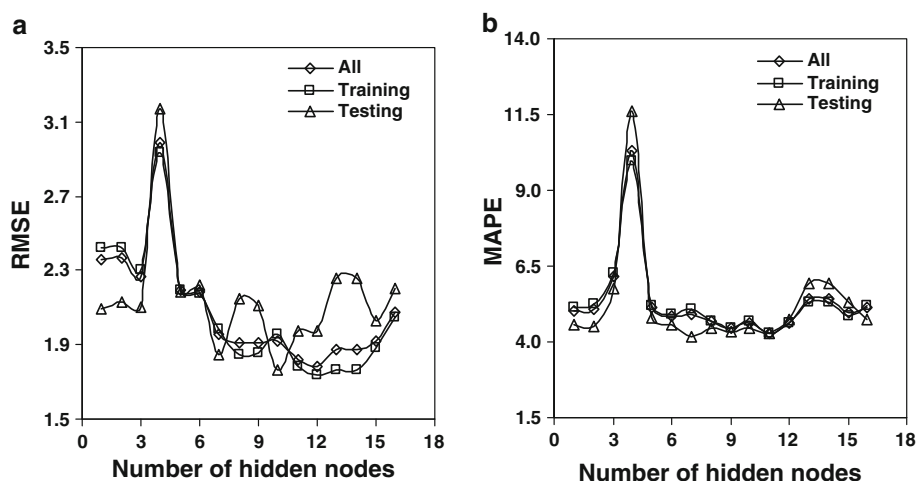 a
3.5
3.1
2.7
2.3
1.9
1.5
RMSE
All
Training
Testing
0 3 6 9 12 15 18
Number of hidden nodes
b
14.0
11.5
9.0
6.5
4.0
1.5
MAPE
All
Training
Testing
0 3 6 9 12 15 18
Number of hidden nodes